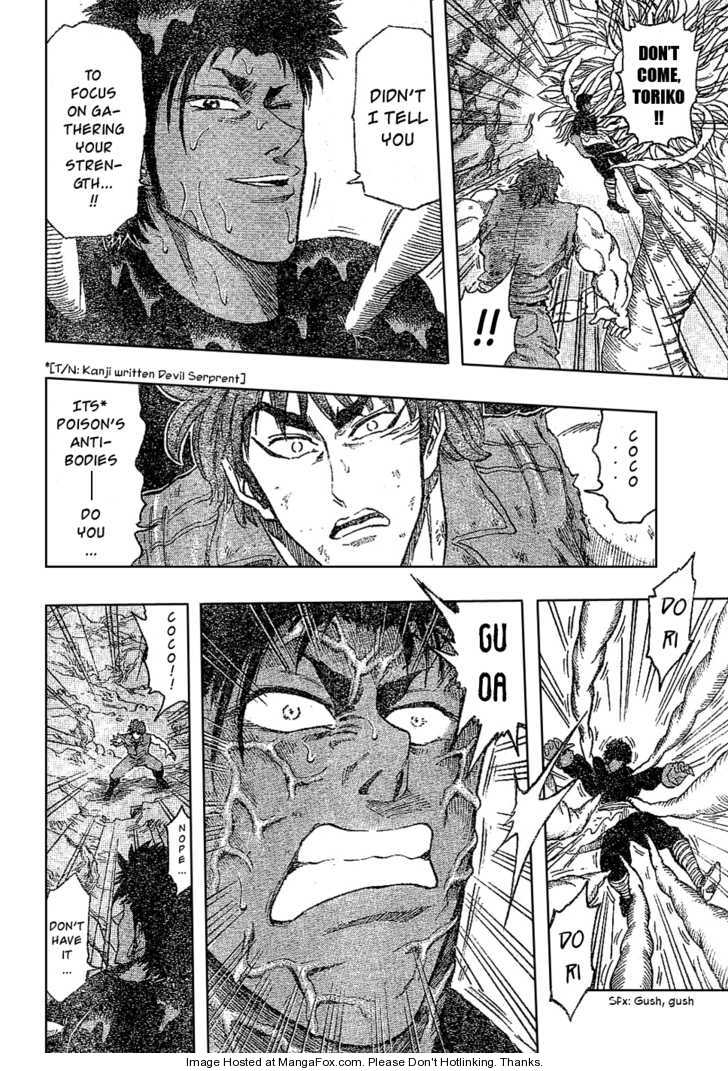 DON'T
COME,
TORIKO
!!
!!
DIDN'T
I TELL
YOU
TO
FOCUS
ON GA-
THERING
YOUR
STREN-
GTH...
!!
*[T/N: Kanji written Devil Serprent]
COCO
....
ITS*
POISON'S
ANTI-
BODIES
—
DO
YOU
...
DO
RI
DO
RI
Sfx: Gush, gush
GU
OA
COCO!!
NOPE...
DON'T
HAVE
IT
...
Image Hosted at MangaFox.com. Please Don't Hotlinking. Thanks.